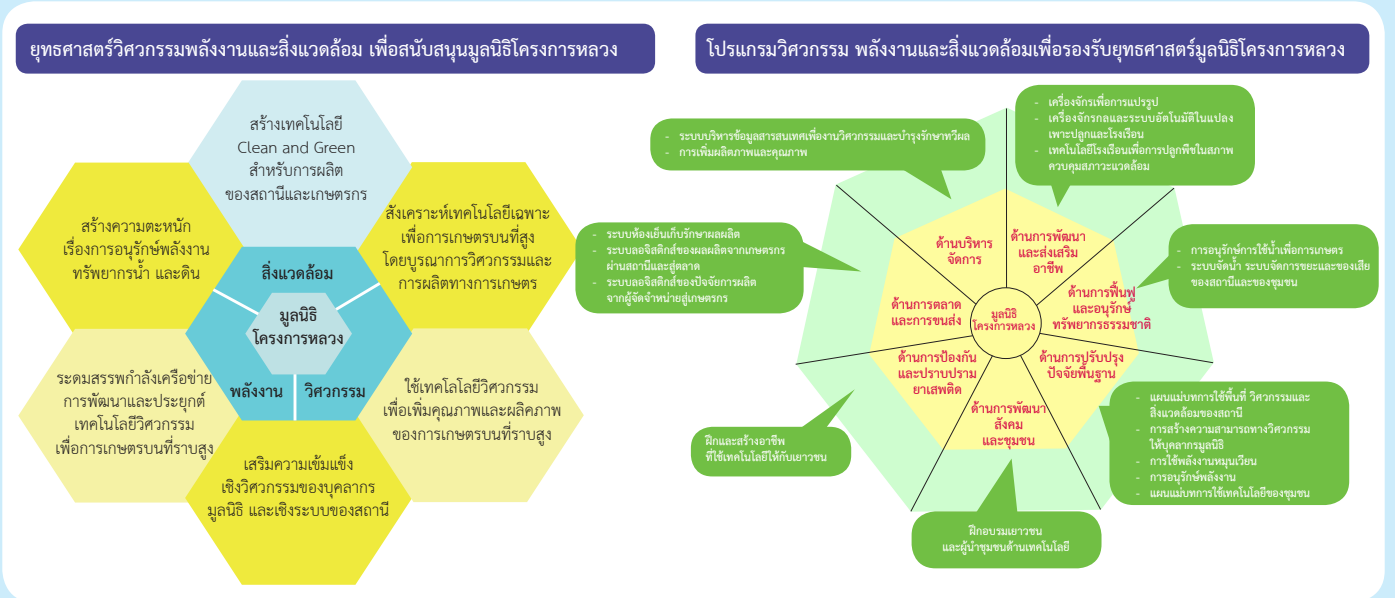 ยุทธศาสตร์วิศวกรรมพลังงานและสิ่งแวดล้อม เพื่อสนับสนุนมูลนิธิโครงการหลวง
สร้างเทคโนโลยี
Clean and Green
สำหรับการผลิต
ของสถานีและเกษตรกร
สร้างความตะหนัก
เรื่องการอนุรักษ์พลังงาน
ทรัพยากรน้ำ และดิน
สังเคราะห์เทคโนโลยีเฉพาะ
เพื่อการเกษตรบนที่สูง
โดยบูรณาการวิศวกรรมและ
การผลิตทางการเกษตร
สิ่งแวดล้อม
มูลนิธิ
โครงการหลวง
พลังงาน
วิศวกรรม
ระดมสรรพกำลังเครือข่าย
การพัฒนาและประยุกต์
เทคโนโลยีวิศวกรรม
เพื่อการเกษตรบนที่ราบสูง
ใช้เทคโลโลยีวิศวกรรม
เพื่อเพิ่มคุณภาพและผลิคภาพ
ของการเกษตรบนที่ราบสูง
เสริมความเข้มแข็ง
เชิงวิศวกรรมของบุคลากร
มูลนิธิ และเชิงระบบของสถานี
โปรแกรมวิศวกรรม พลังงานและสิ่งแวดล้อมเพื่อรองรับยุทธศาสตร์มูลนิธิโครงการหลวง
- ระบบบริหารข้อมูลสารสนเทศเพื่องานวิศวกรรมและบำรุงรักษาทวีผล
- การเพิ่มผลิตภาพและคุณภาพ
- เครื่องจักรเพื่อการแปรรูป
- เครื่องจักรกลและระบบอัตโนมัติในแปลง
เพาะปลูกและโรงเรือน
- เทคโนโลยีโรงเรือนเพื่อการปลูกพืชในสภาพ
ควบคุมสภาวะแวดล้อม
- ระบบห้องเย็นเก็บรักษาผลผลิต
- ระบบลอจิสติกส์ของผลผลิตจากเกษตรกร
ผ่านสถานีและสู่ตลาด
- ระบบลอจิสติกส์ของปัจจัยการผลิต
จากผู้จัดจำหน่ายสู่เกษตรกร
- การอนุรักษ์การใช้น้ำเพื่อการเกษตร
- ระบบจัดน้ำ ระบบจัดการขยะและของเสีย
ของสถานีและของชุมชน
ด้านบริหาร
จัดการ
ด้านการพัฒนา
และส่งเสริม
อาชีพ
ด้านการตลาด
และการขนส่ง
มูลนิธิ
โครงการหลวง
ด้านการฟื้นฟู
และอนุรักษ์
ทรัพยากรธรรมชาติ
ด้านการป้องกัน
และปราบปราม
ยาเสพติด
ด้านการปรับปรุง
ปัจจัยพื้นฐาน
ด้านการพัฒนา
สังคม
และชุมชน
ฝึกและสร้างอาชีพ
ที่ใช้เทคโนโลยีให้กับเยาวชน
- แผนแม่บทการใช้พื้นที่ วิศวกรรมและ
สิ่งแวดล้อมของสถานี
- การสร้างความสามารถทางวิศวกรรม
ให้บุคลากรมูลนิธิ
- การใช้พลังงานหมุนเวียน
- การอนุรักษ์พลังงาน
- แผนแม่บทการใช้เทคโนโลยีของชุมชน
ฝึกอบรมเยาวชน
และผู้นำชุมชนด้านเทคโนโลยี